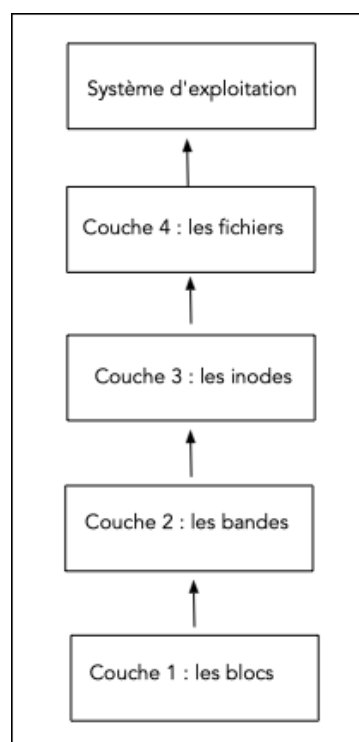 Système d'exploitation
Couche 4 : les fichiers
Couche 3 : les inodes
Couche 2 : les bandes
Couche 1 : les blocs